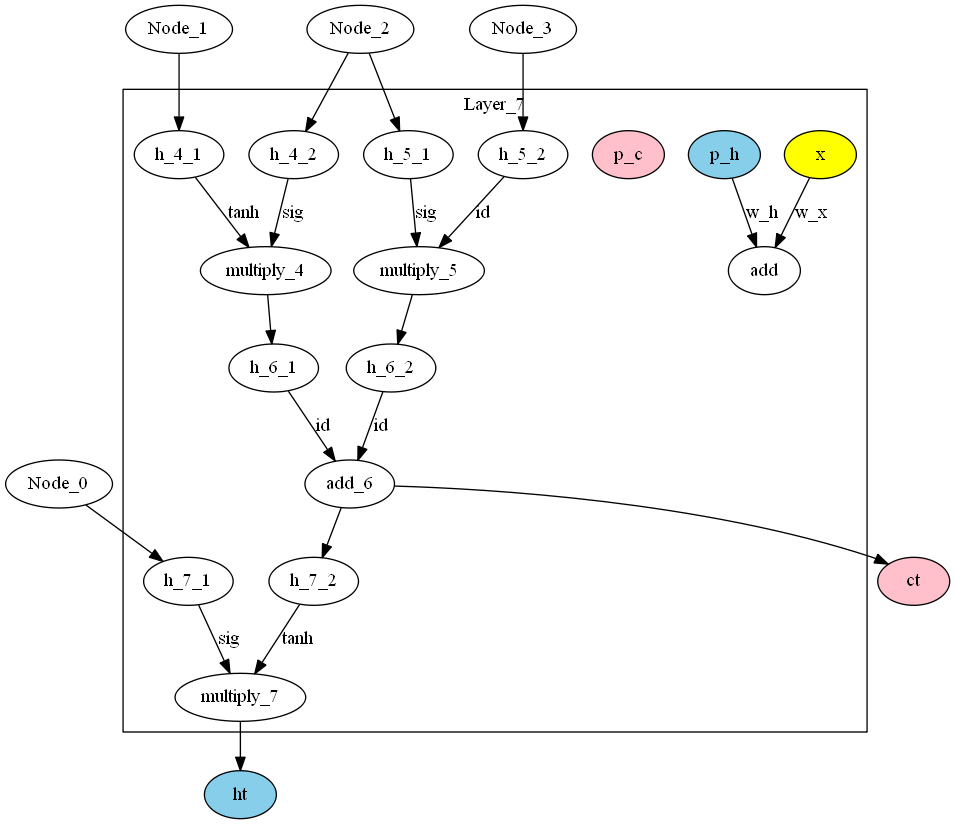 Node_1
Node_2
Node_3
Layer_7
h_4_1
h_4_2
h_5_1
h_5_2
p_c
p_h
x
tanh
sig
sig
id
w_h
w_x
multiply_4
multiply_5
add
h_6_1
h_6_2
id
id
Node_0
add_6
h_7_1
h_7_2
ct
sig
tanh
multiply_7
ht